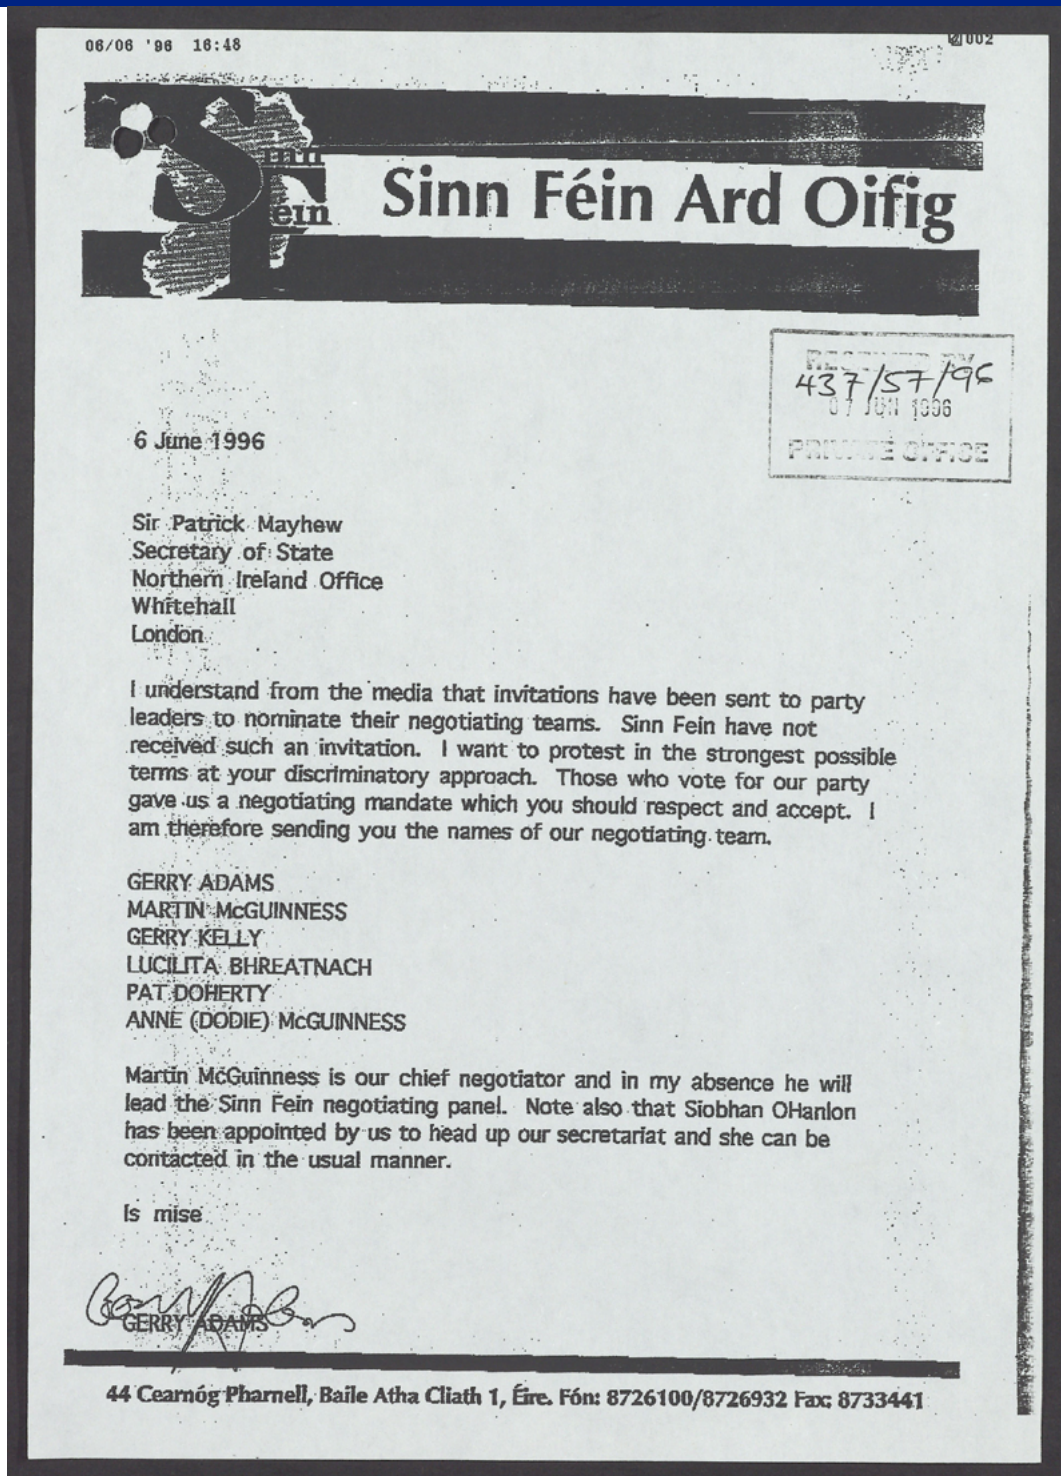 06/06 '96 16:48
002
Sinn
Féin
Sinn Féin Ard Oifig
RECEIVED BY
437/57/96
07 JUN 1996
PRIVATE OFFICE
6 June 1996
Sir Patrick Mayhew
Secretary of State
Northern Ireland Office
Whitehall
London
I understand from the media that invitations have been sent to party
leaders to nominate their negotiating teams. Sinn Fein have not
received such an invitation. I want to protest in the strongest possible
terms at your discriminatory approach. Those who vote for our party
gave us a negotiating mandate which you should respect and accept. I
am therefore sending you the names of our negotiating team.
GERRY ADAMS
MARTIN McGUINNESS
GERRY KELLY
LUCILITA BHREATNACH
PAT DOHERTY
ANNE (DODIE) McGUINNESS
Martin McGuinness is our chief negotiator and in my absence he will
lead the Sinn Fein negotiating panel. Note also that Siobhan OHanlon
has been appointed by us to head up our secretariat and she can be
contacted in the usual manner.
Is mise
Gerry Adams
GERRY ADAMS
44 Cearnóg Pharnell, Baile Atha Cliath 1, Éire. Fón: 8726100/8726932 Fax: 8733441